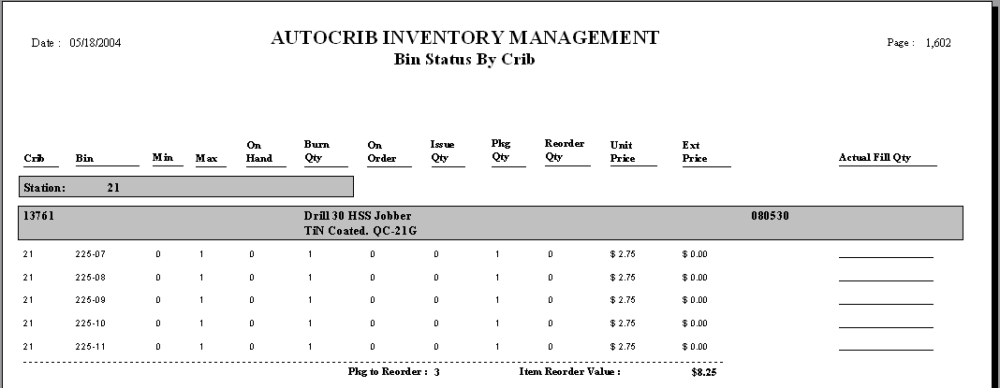 AUTOCRIB INVENTORY MANAGEMENT
Date : 05/18/2004 Page : 1,602
Bin Status By Crib
Crib Bin Min Max On Hand Burn Qty On Order Issue Qty Pkg Qty Reorder Qty Unit Price Ext Price Actual Fill Qty
Station: 21
13761 Drill 30 HSS Jobber 080530
TiN Coated. QC-21G
21 225-07 0 1 0 1 0 0 1 0 $ 2.75 $ 0.00
21 225-08 0 1 0 1 0 0 1 0 $ 2.75 $ 0.00
21 225-09 0 1 0 1 0 0 1 0 $ 2.75 $ 0.00
21 225-10 0 1 0 1 0 0 1 0 $ 2.75 $ 0.00
21 225-11 0 1 0 1 0 0 1 0 $ 2.75 $ 0.00
Pkg to Reorder : 3 Item Reorder Value : $8.25